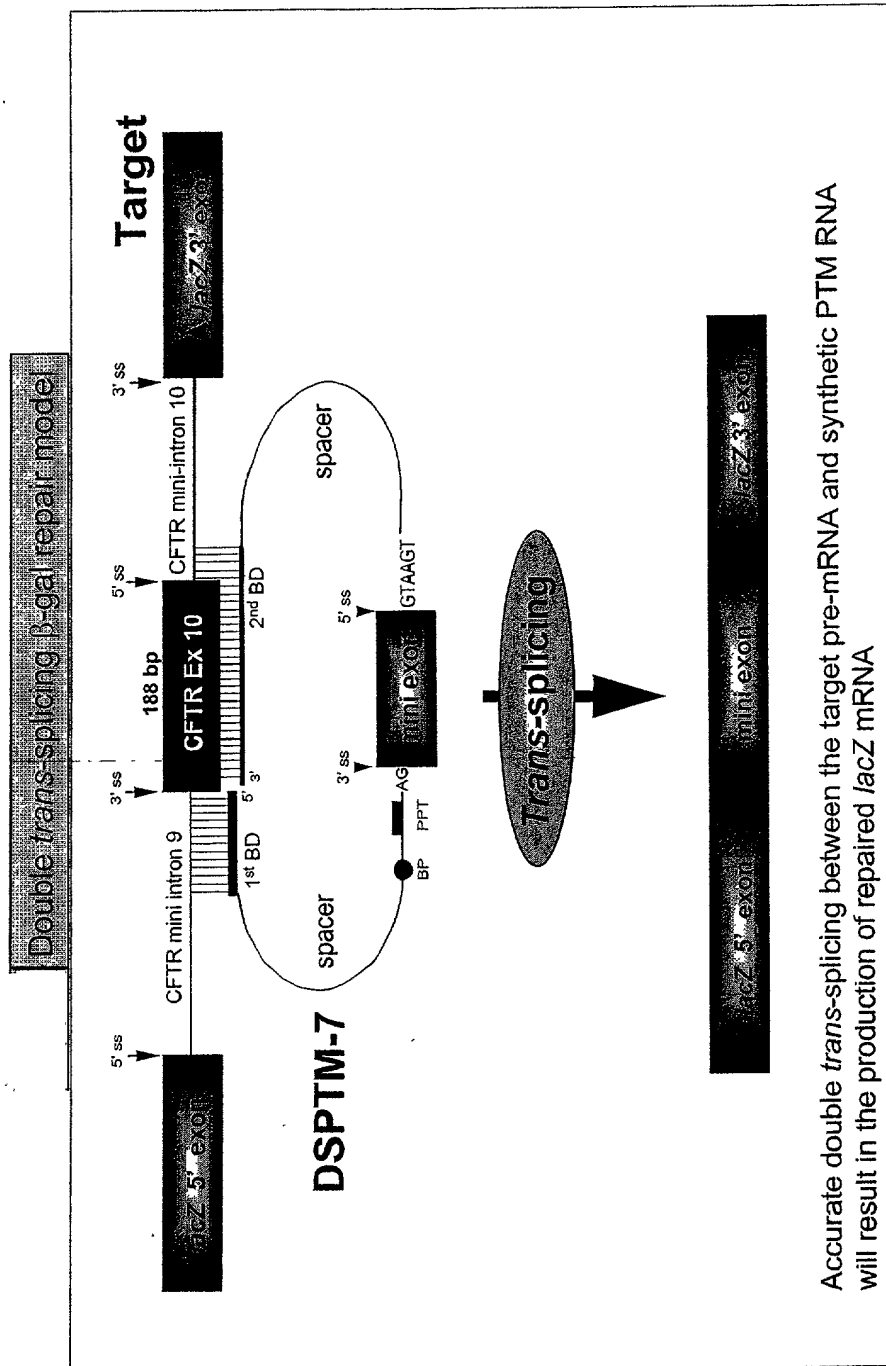 Double trans-splicing β-gal repair model
Target
5' ss
3' ss
188 bp
5' ss
3' ss
lacZ 5' exon
CFTR mini intron 9
CFTR Ex 10
CFTR mini-intron 10
lacZ 3' exon
1st BD
5' 3'
2nd BD
DSPTM-7
spacer
spacer
3' ss
5' ss
BP
PPT
AG
mini exon
GTAAGT
Trans-splicing
lacZ 5' exon
mini exon
lacZ 3' exon
Accurate double trans-splicing between the target pre-mRNA and synthetic PTM RNA
will result in the production of repaired lacZ mRNA